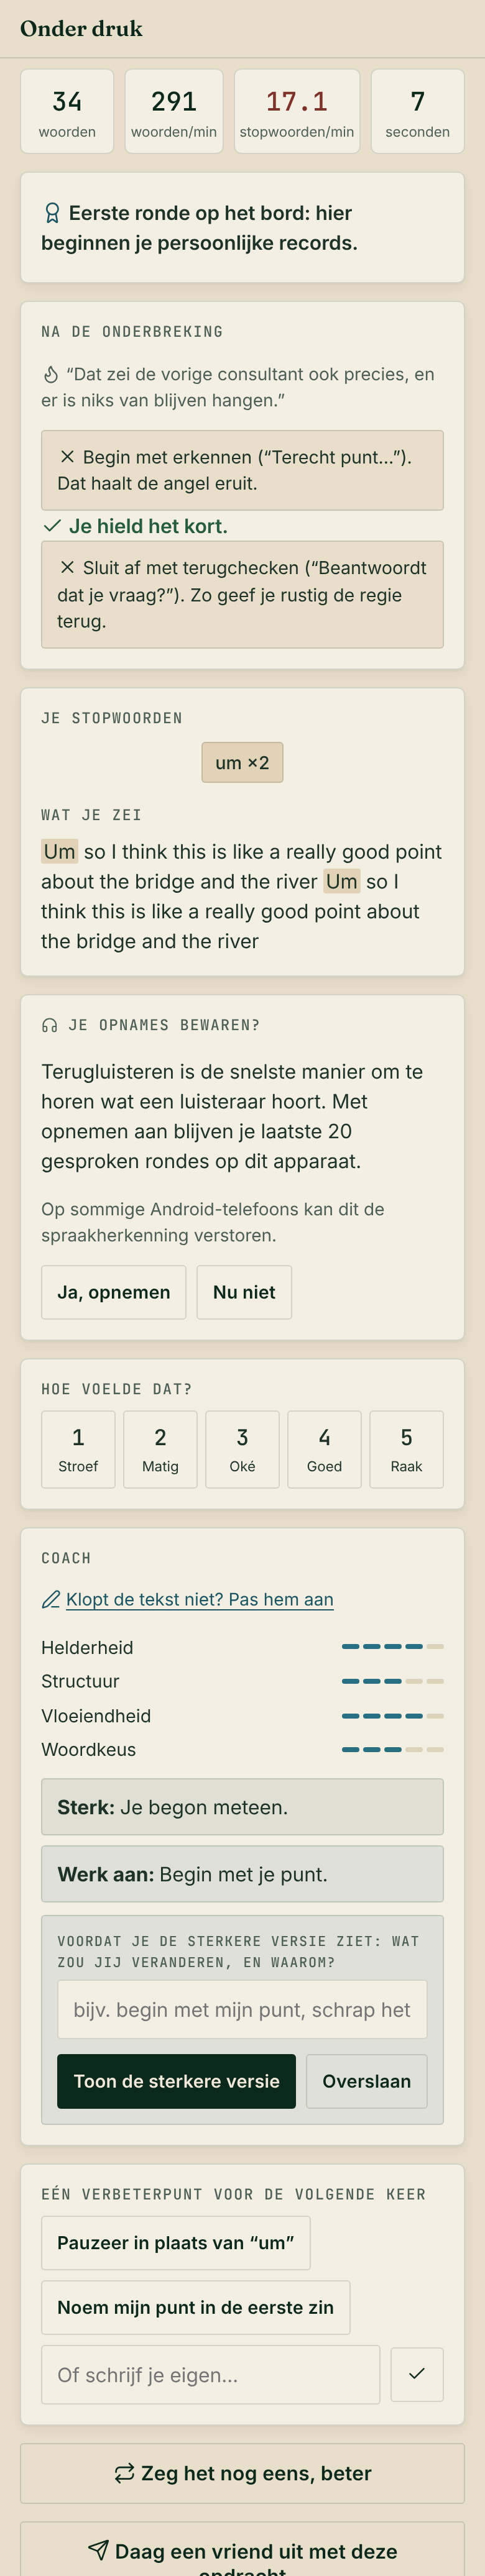 Onder druk
34
woorden
291
woorden/min
17.1
stopwoorden/min
7
seconden
Eerste ronde op het bord: hier
beginnen je persoonlijke records.
NA DE ONDERBREKING
“Dat zei de vorige consultant ook precies, en
er is niks van blijven hangen.”
Begin met erkennen (“Terecht punt…”).
Dat haalt de angel eruit.
Je hield het kort.
Sluit af met terugchecken (“Beantwoordt
dat je vraag?”). Zo geef je rustig de regie
terug.
JE STOPWOORDEN
um ×2
WAT JE ZEI
Um so I think this is like a really good point
about the bridge and the river Um so I
think this is like a really good point about
the bridge and the river
JE OPNAMES BEWAREN?
Terugluisteren is de snelste manier om te
horen wat een luisteraar hoort. Met
opnemen aan blijven je laatste 20
gesproken rondes op dit apparaat.
Op sommige Android-telefoons kan dit de
spraakherkenning verstoren.
Ja, opnemen
Nu niet
HOE VOELDE DAT?
1
Stroef
2
Matig
3
Oké
4
Goed
5
Raak
COACH
Klopt de tekst niet? Pas hem aan
Helderheid
Structuur
Vloeiendheid
Woordkeus
Sterk: Je begon meteen.
Werk aan: Begin met je punt.
VOORDAT JE DE STERKERE VERSIE ZIET: WAT
ZOU JIJ VERANDEREN, EN WAAROM?
bijv. begin met mijn punt, schrap het
Toon de sterkere versie
Overslaan
EÉN VERBETERPUNT VOOR DE VOLGENDE KEER
Pauzeer in plaats van “um”
Noem mijn punt in de eerste zin
Of schrijf je eigen…
Zeg het nog eens, beter
Daag een vriend uit met deze
opdracht